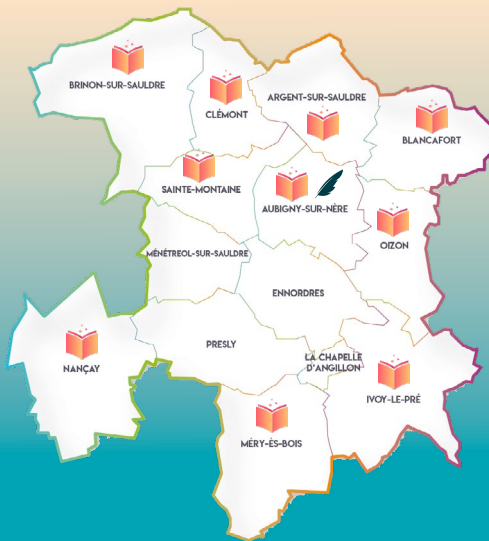 BRINON-SUR-SAULDRE
CLÉMONT
ARGENT-SUR-SAULDRE
BLANCAFORT
SAINTE-MONTAINE
AUBIGNY-SUR-NÈRE
OIZON
MÉNÉTREOL-SUR-SAULDRE
ENNORDRES
NANÇAY
PRESLY
LA CHAPELLE
D'ANGILLON
IVOY-LE-PRÉ
MÉRY-ÉS-BOIS